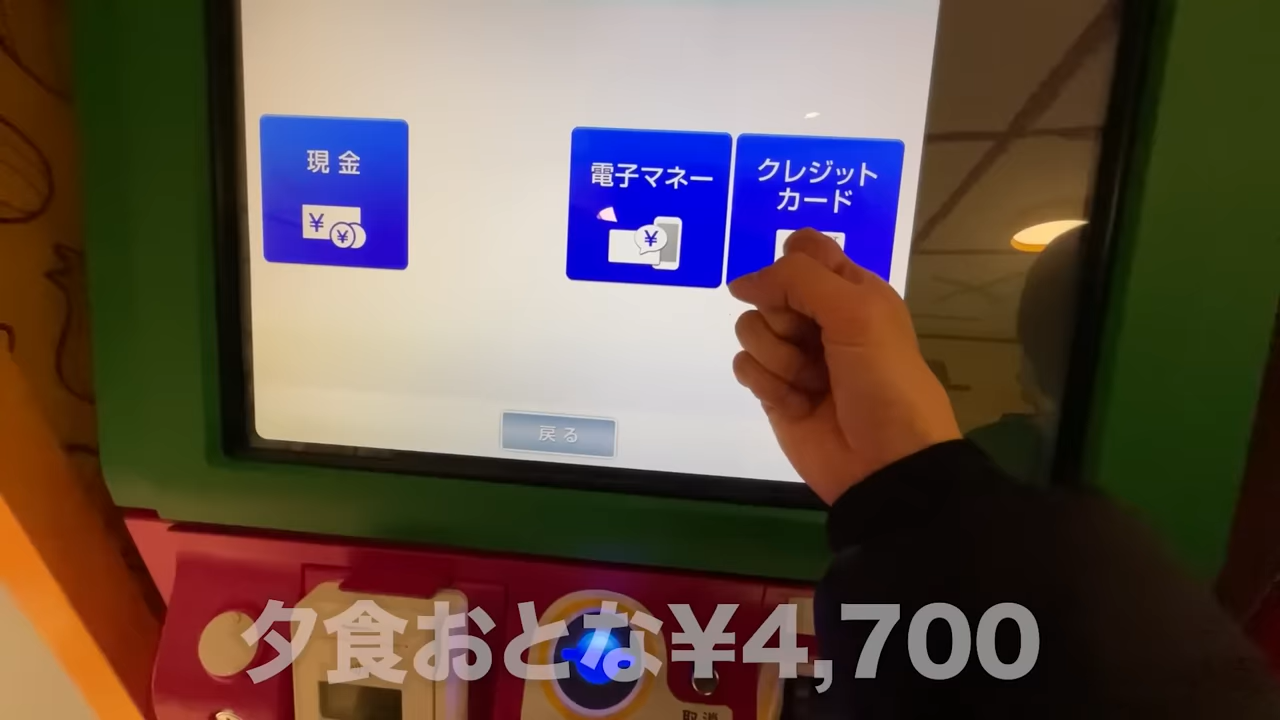 現金
電子マネー
クレジット
カード
戻る
夕食おとな¥4,700
取消